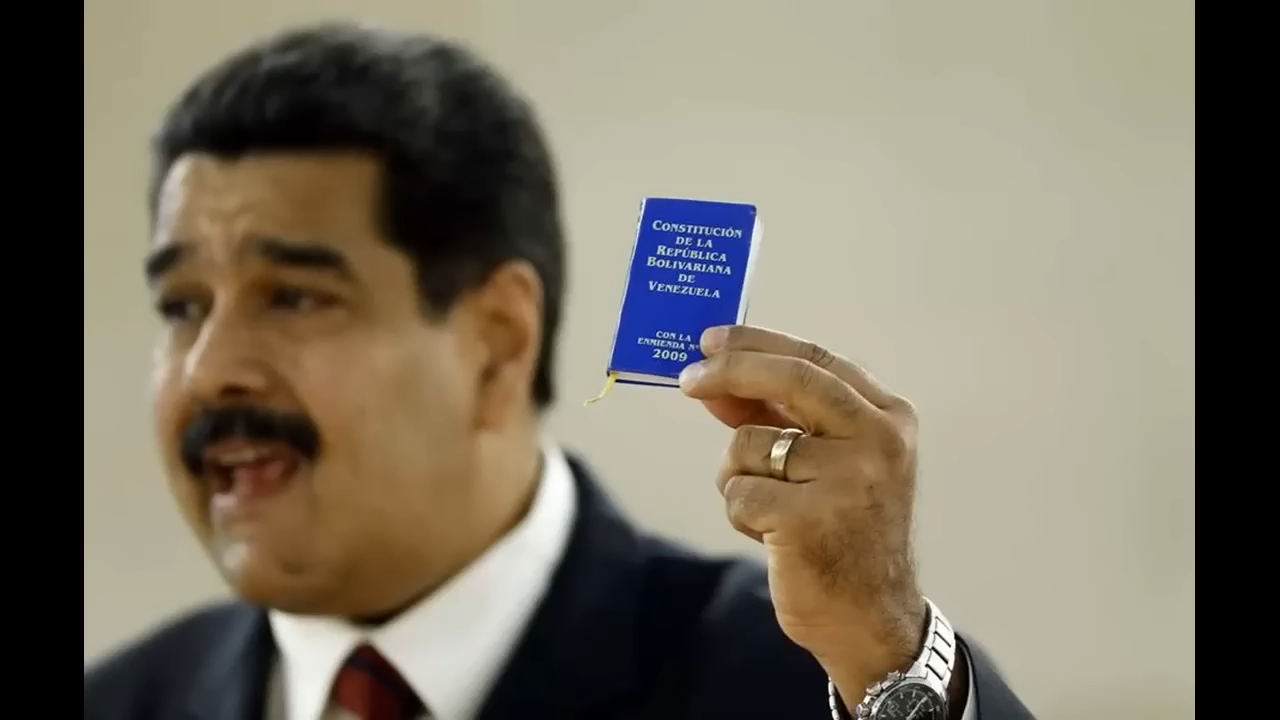 CONSTITUCIÓN
DE LA
REPÚBLICA
BOLIVARIANA
DE
VENEZUELA
CON LA
ENMIENDA Nº
2009